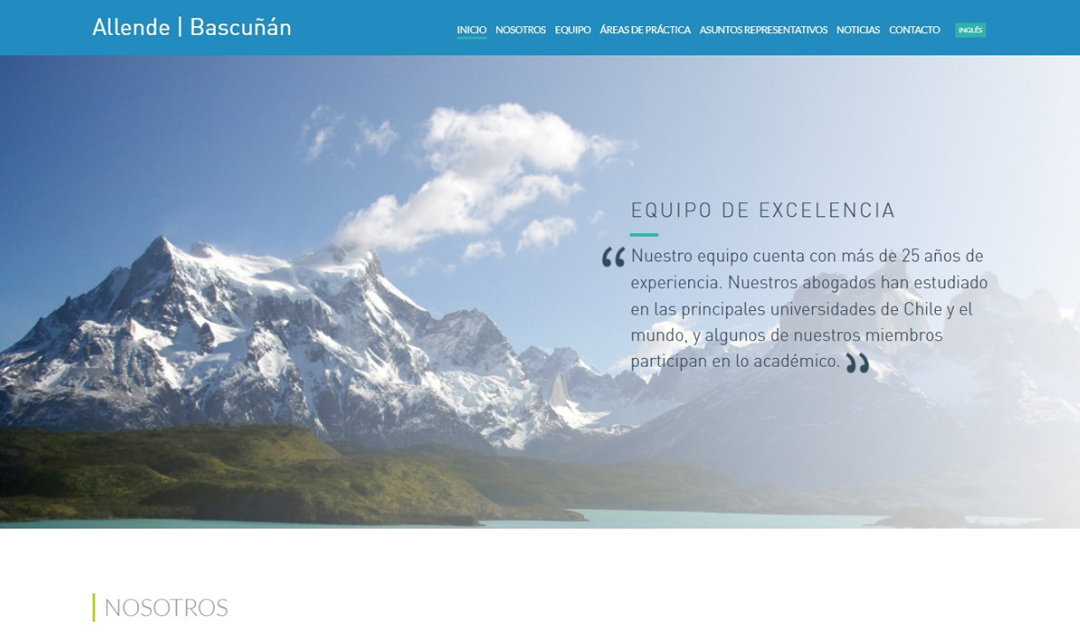 Allende | Bascuñán
INICIO NOSOTROS EQUIPO ÁREAS DE PRÁCTICA ASUNTOS REPRESENTATIVOS NOTICIAS CONTACTO INGLÉS
EQUIPO DE EXCELENCIA
“ Nuestro equipo cuenta con más de 25 años de
experiencia. Nuestros abogados han estudiado
en las principales universidades de Chile y el
mundo, y algunos de nuestros miembros
participan en lo académico. ”
NOSOTROS